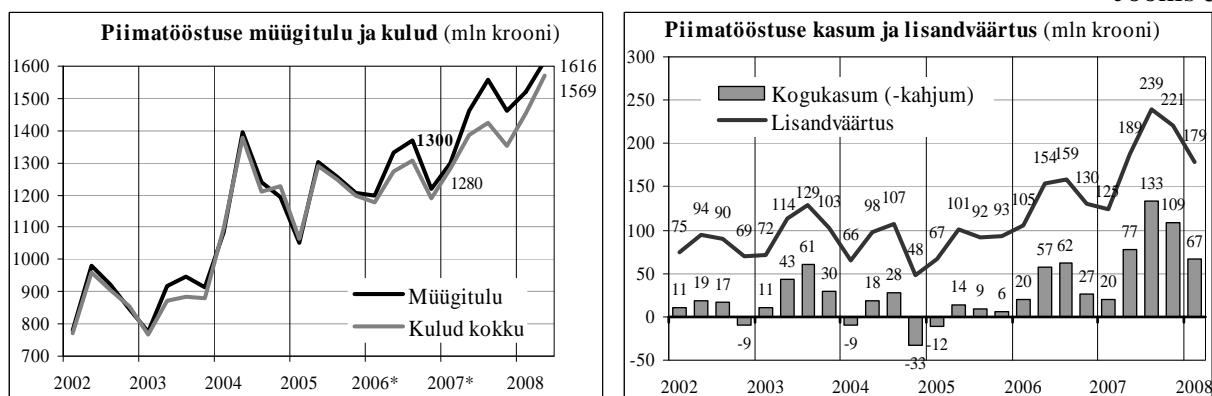 Piimatööstuse müügitulu ja kulud (mln krooni)
1600
1500
1400
1300
1200
1100
1000
900
800
700
1616
1569
1300
1280
Müügitulu
Kulud kokku
2002 2003 2004 2005 2006* 2007* 2008
Piimatööstuse kasum ja lisandväärtus (mln krooni)
300
250
200
150
100
50
0
-50
Kogukasum (-kahjum)
Lisandväärtus
75 94 90 69 72 114 129 103 66 98 107 48 67 101 92 93 105 154 159 130 125 189 239 221 179
11 19 17 -9 11 43 61 30 -9 18 28 -33 -12 14 9 6 20 57 62 27 20 77 133 109 67
2002 2003 2004 2005 2006 2007 2008